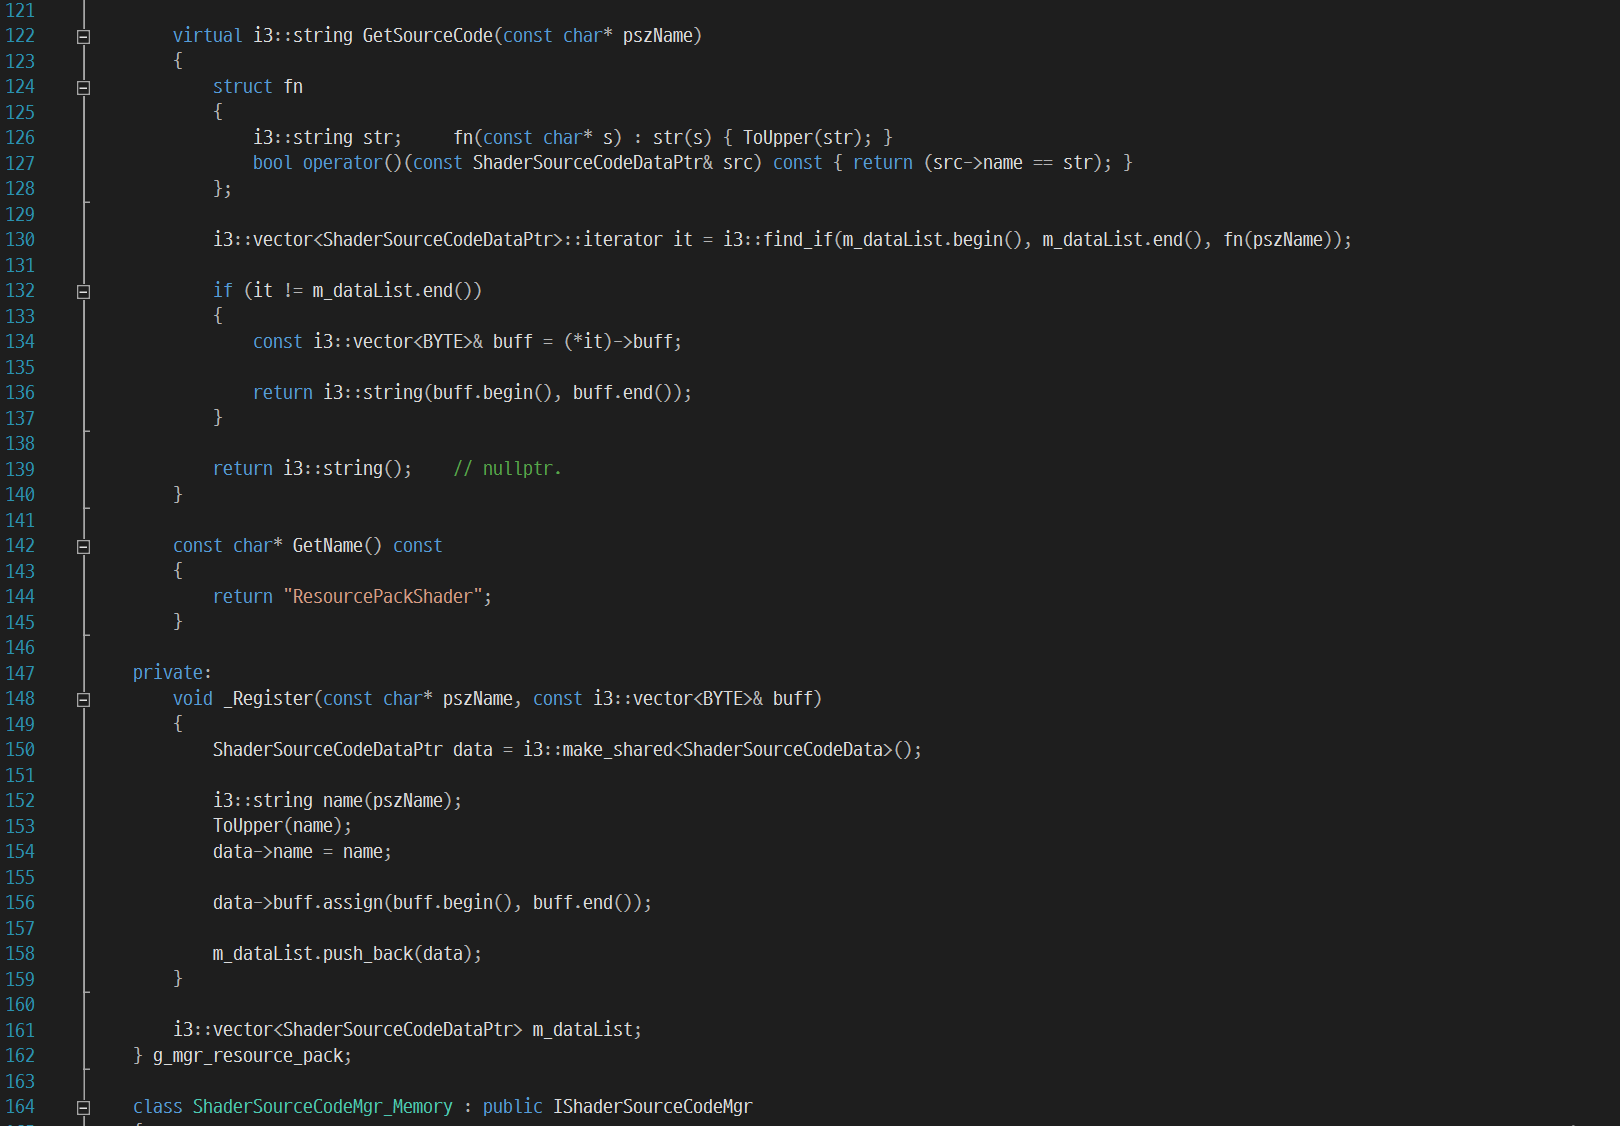 121
122 virtual i3::string GetSourceCode(const char* pszName)
123 {
124 struct fn
125 {
126 i3::string str;     fn(const char* s) : str(s) { ToUpper(str); }
127 bool operator()(const ShaderSourceCodeDataPtr& src) const { return (src->name == str); }
128 };
129
130 i3::vector<ShaderSourceCodeDataPtr>::iterator it = i3::find_if(m_dataList.begin(), m_dataList.end(), fn(pszName));
131
132 if (it != m_dataList.end())
133 {
134 const i3::vector<BYTE>& buff = (*it)->buff;
135
136 return i3::string(buff.begin(), buff.end());
137 }
138
139 return i3::string();    // nullptr.
140 }
141
142 const char* GetName() const
143 {
144 return "ResourcePackShader";
145 }
146
147 private:
148 void _Register(const char* pszName, const i3::vector<BYTE>& buff)
149 {
150 ShaderSourceCodeDataPtr data = i3::make_shared<ShaderSourceCodeData>();
151
152 i3::string name(pszName);
153 ToUpper(name);
154 data->name = name;
155
156 data->buff.assign(buff.begin(), buff.end());
157
158 m_dataList.push_back(data);
159 }
160
161 i3::vector<ShaderSourceCodeDataPtr> m_dataList;
162 } g_mgr_resource_pack;
163
164 class ShaderSourceCodeMgr_Memory : public IShaderSourceCodeMgr